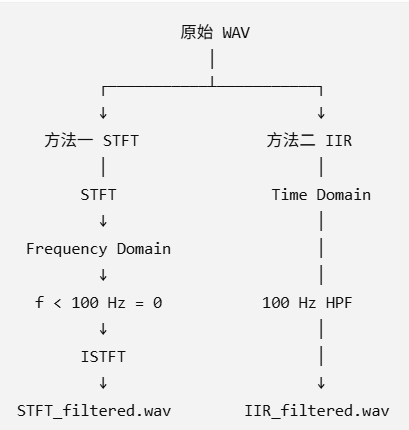 原始 WAV
方法一 STFT
方法二 IIR
STFT
Time Domain
Frequency Domain
f < 100 Hz = 0
100 Hz HPF
ISTFT
STFT_filtered.wav
IIR_filtered.wav